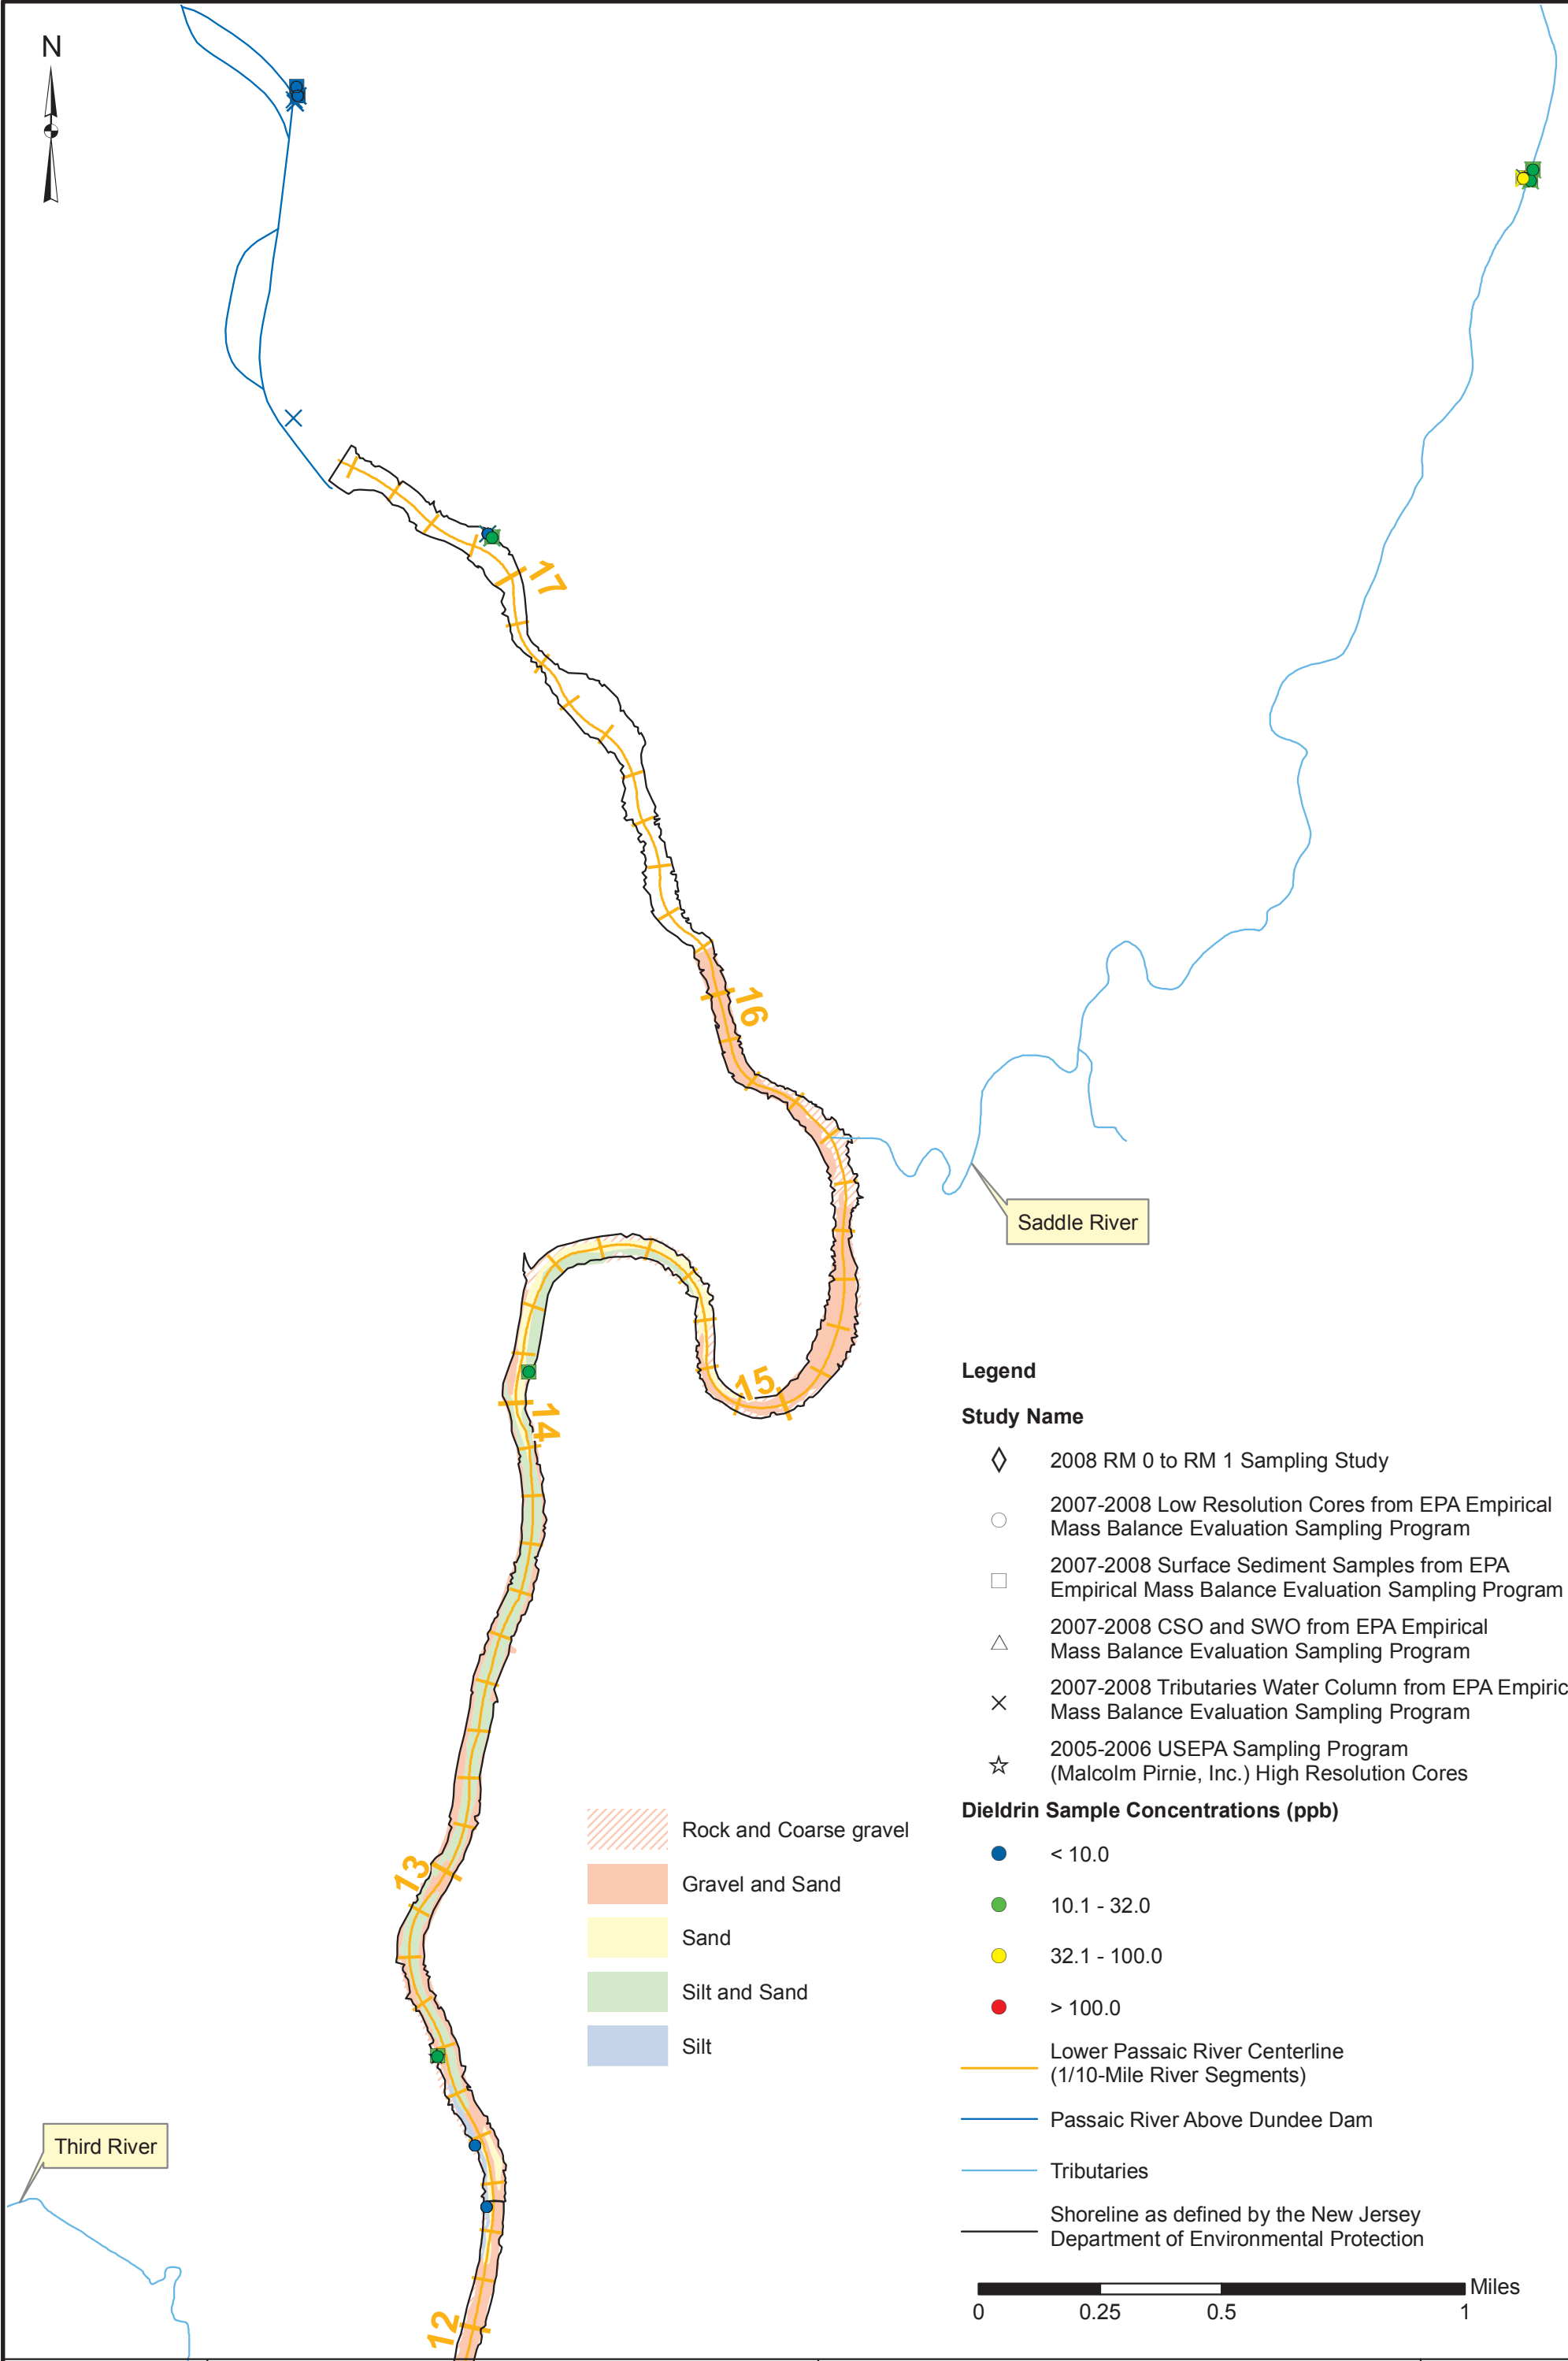 N
17
16
Saddle River
15
14
13
Third River
12
Legend
Study Name
2008 RM 0 to RM 1 Sampling Study
2007-2008 Low Resolution Cores from EPA Empirical
Mass Balance Evaluation Sampling Program
2007-2008 Surface Sediment Samples from EPA
Empirical Mass Balance Evaluation Sampling Program
2007-2008 CSO and SWO from EPA Empirical
Mass Balance Evaluation Sampling Program
2007-2008 Tributaries Water Column from EPA Empiric
Mass Balance Evaluation Sampling Program
2005-2006 USEPA Sampling Program
(Malcolm Pirnie, Inc.) High Resolution Cores
Rock and Coarse gravel
Gravel and Sand
Sand
Silt and Sand
Silt
Dieldrin Sample Concentrations (ppb)
< 10.0
10.1 - 32.0
32.1 - 100.0
> 100.0
Lower Passaic River Centerline
(1/10-Mile River Segments)
Passaic River Above Dundee Dam
Tributaries
Shoreline as defined by the New Jersey
Department of Environmental Protection
Miles
0 0.25 0.5 1